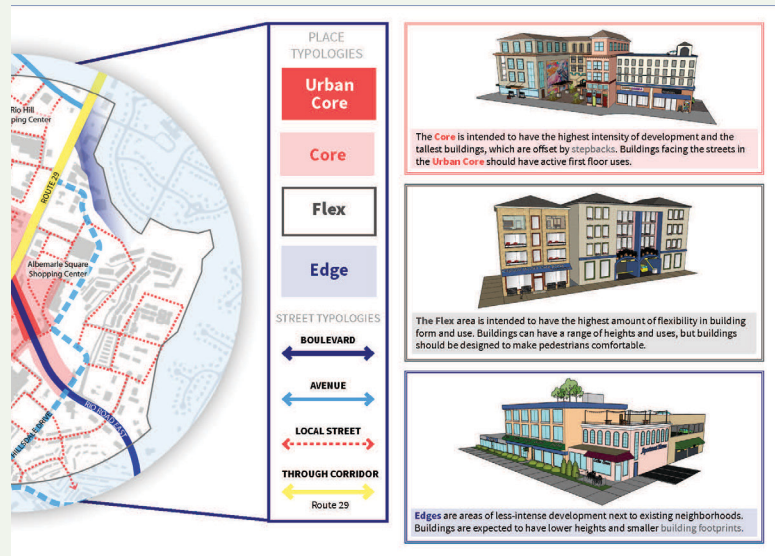 Rio Hill
pping Center
ROUTE 29
Albemarle Square
Shopping Center
RIO ROAD EAST
HILLSDALE DRIVE
PLACE
TYPOLOGIES
Urban
Core
Core
Flex
Edge
STREET TYPOLOGIES
BOULEVARD
AVENUE
LOCAL STREET
THROUGH CORRIDOR
Route 29
The Core is intended to have the highest intensity of development and the
tallest buildings, which are offset by stepbacks. Buildings facing the streets in
the Urban Core should have active first floor uses.
The Flex area is intended to have the highest amount of flexibility in building
form and use. Buildings can have a range of heights and uses, but buildings
should be designed to make pedestrians comfortable.
Edges are areas of less-intense development next to existing neighborhoods.
Buildings are expected to have lower heights and smaller building footprints.